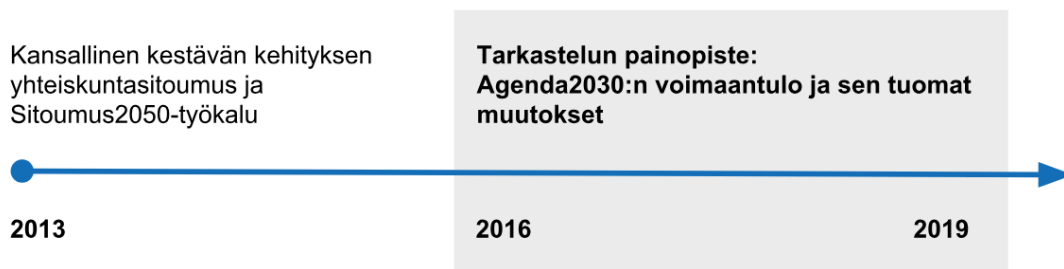 Kansallinen kestävän kehityksen
yhteiskuntasitoumus ja
Sitoumus2050-työkalu
Tarkastelun painopiste:
Agenda2030:n voimaantulo ja sen tuomat
muutokset
2013
2016
2019